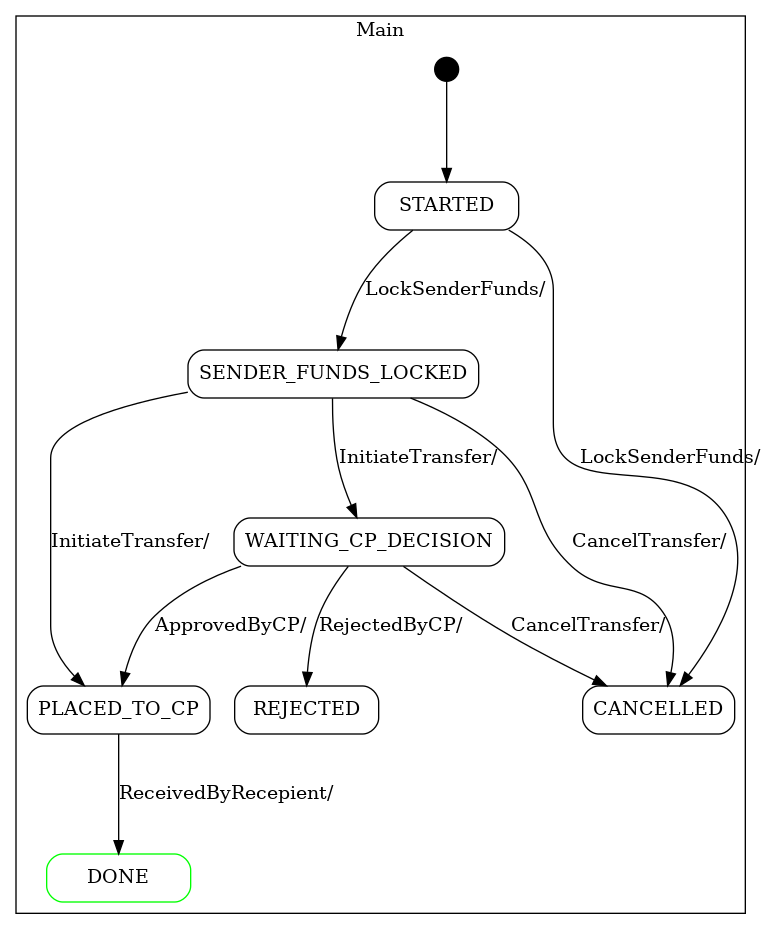 Main
STARTED
LockSenderFunds/
SENDER_FUNDS_LOCKED
InitiateTransfer/
LockSenderFunds/
WAITING_CP_DECISION
InitiateTransfer/
CancelTransfer/
ApprovedByCP/
RejectedByCP/
CancelTransfer/
PLACED_TO_CP
REJECTED
CANCELLED
ReceivedByRecepient/
DONE